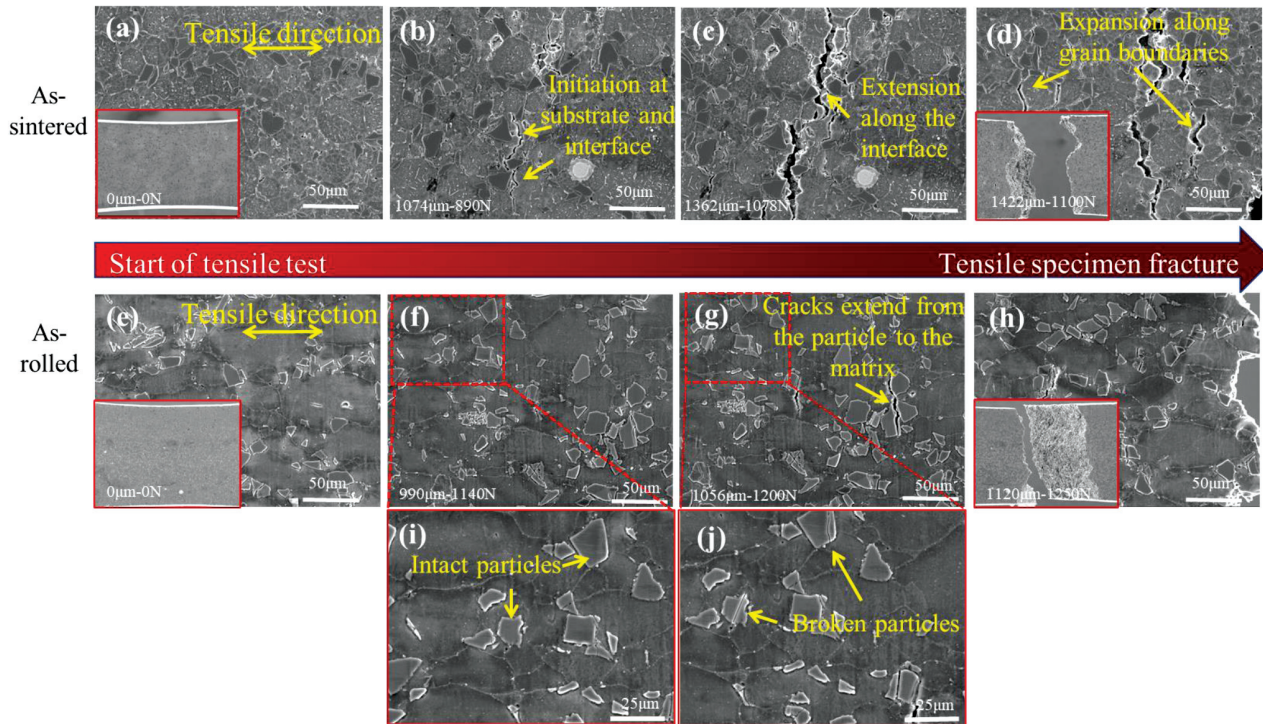 As-
sintered
(a)
Tensile direction
0μm-0N
50μm
(b)
Initiation at
substrate and
interface
1074μm-890N
50μm
(c)
Extension
along the
interface
1362μm-1078N
50μm
(d)
Expansion along
grain boundaries
1422μm-1100N
50μm
Start of tensile test
Tensile specimen fracture
As-
rolled
(e)
Tensile direction
0μm-0N
50μm
(f)
990μm-1140N
50μm
(g)
Cracks extend from
the particle to the
matrix
1056μm-1200N
50μm
(h)
1120μm-1250N
50μm
(i)
Intact particles
25μm
(j)
Broken particles
25μm